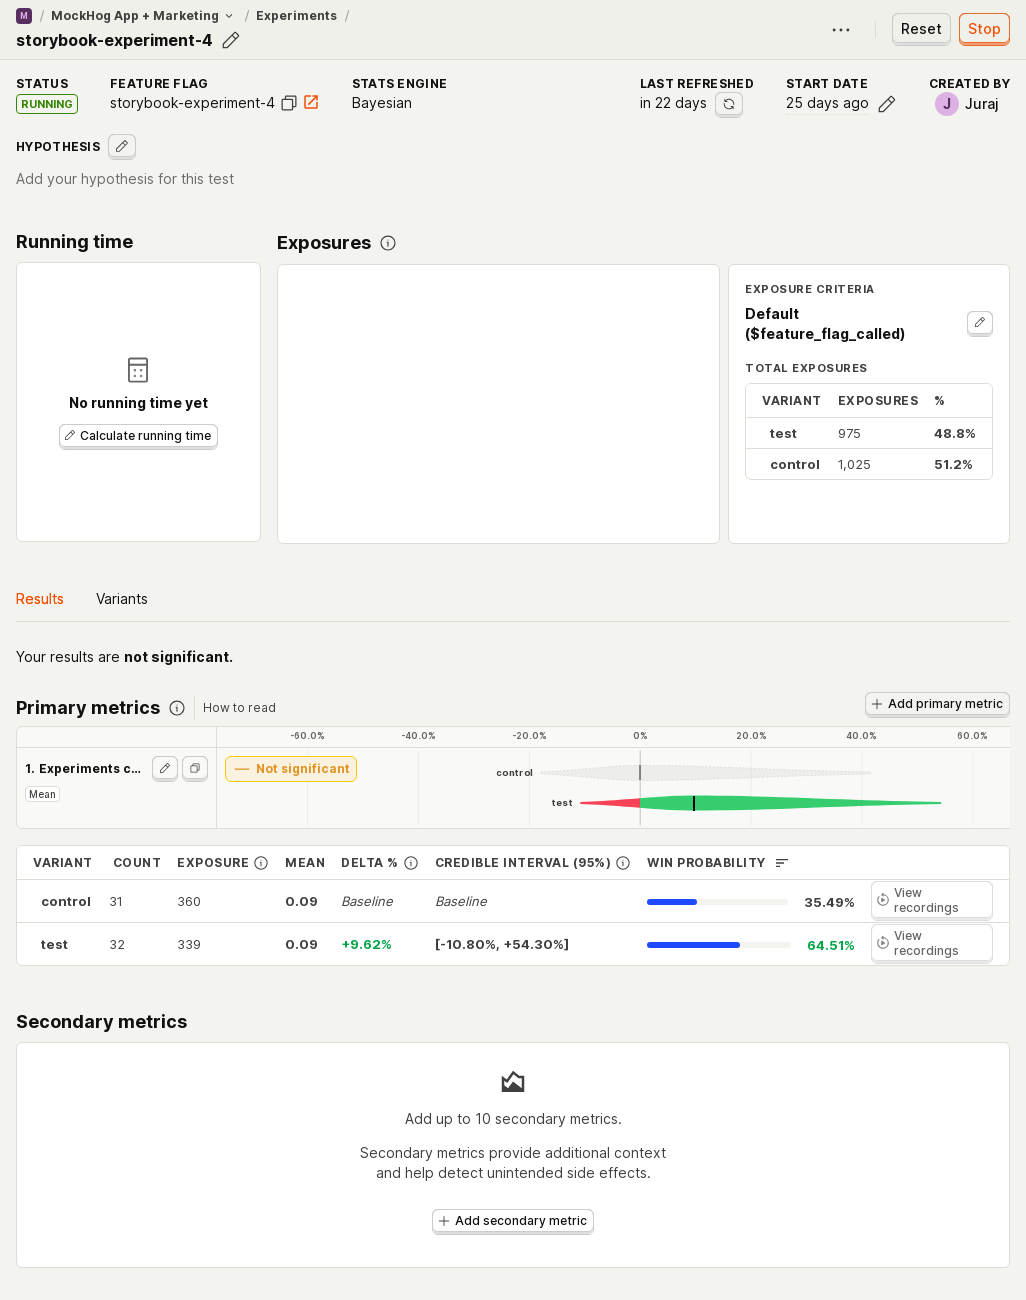 M / MockHog App + Marketing / Experiments /
storybook-experiment-4
Reset
Stop
STATUS
RUNNING
FEATURE FLAG
storybook-experiment-4
STATS ENGINE
Bayesian
LAST REFRESHED
in 22 days
START DATE
25 days ago
CREATED BY
J Juraj
HYPOTHESIS
Add your hypothesis for this test
Running time
No running time yet
Calculate running time
Exposures
EXPOSURE CRITERIA
Default
($feature_flag_called)
TOTAL EXPOSURES
VARIANT EXPOSURES %
test 975 48.8%
control 1,025 51.2%
Results Variants
Your results are not significant.
Primary metrics How to read
Add primary metric
-60.0% -40.0% -20.0% 0% 20.0% 40.0% 60.0%
1. Experiments c...
Mean
Not significant
control
test
VARIANT COUNT EXPOSURE MEAN DELTA % CREDIBLE INTERVAL (95%) WIN PROBABILITY
control 31 360 0.09 Baseline Baseline 35.49% View
recordings
test 32 339 0.09 +9.62% [-10.80%, +54.30%] 64.51% View
recordings
Secondary metrics
Add up to 10 secondary metrics.
Secondary metrics provide additional context
and help detect unintended side effects.
Add secondary metric